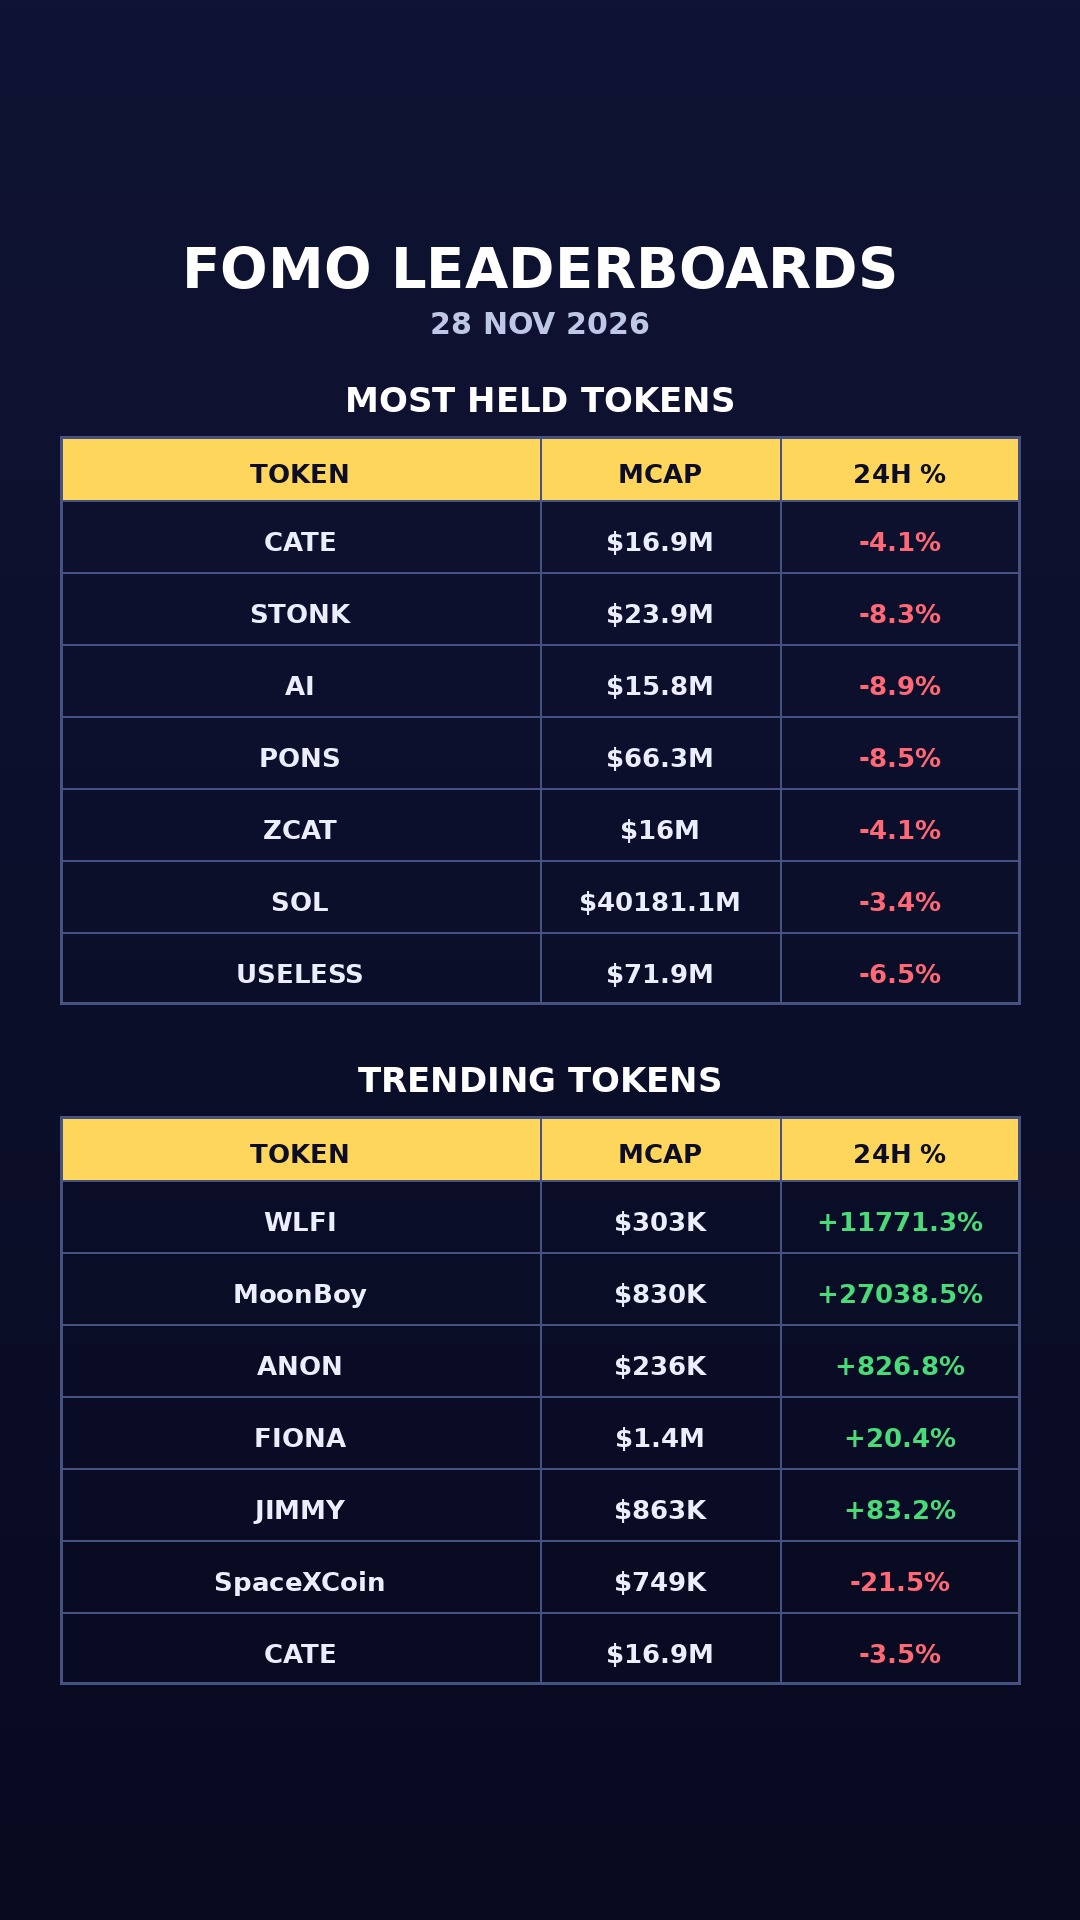 FOMO LEADERBOARDS
28 NOV 2026
MOST HELD TOKENS
TOKEN MCAP 24H %
CATE $16.9M -4.1%
STONK $23.9M -8.3%
AI $15.8M -8.9%
PONS $66.3M -8.5%
ZCAT $16M -4.1%
SOL $40181.1M -3.4%
USELESS $71.9M -6.5%
TRENDING TOKENS
TOKEN MCAP 24H %
WLFI $303K +11771.3%
MoonBoy $830K +27038.5%
ANON $236K +826.8%
FIONA $1.4M +20.4%
JIMMY $863K +83.2%
SpaceXCoin $749K -21.5%
CATE $16.9M -3.5%